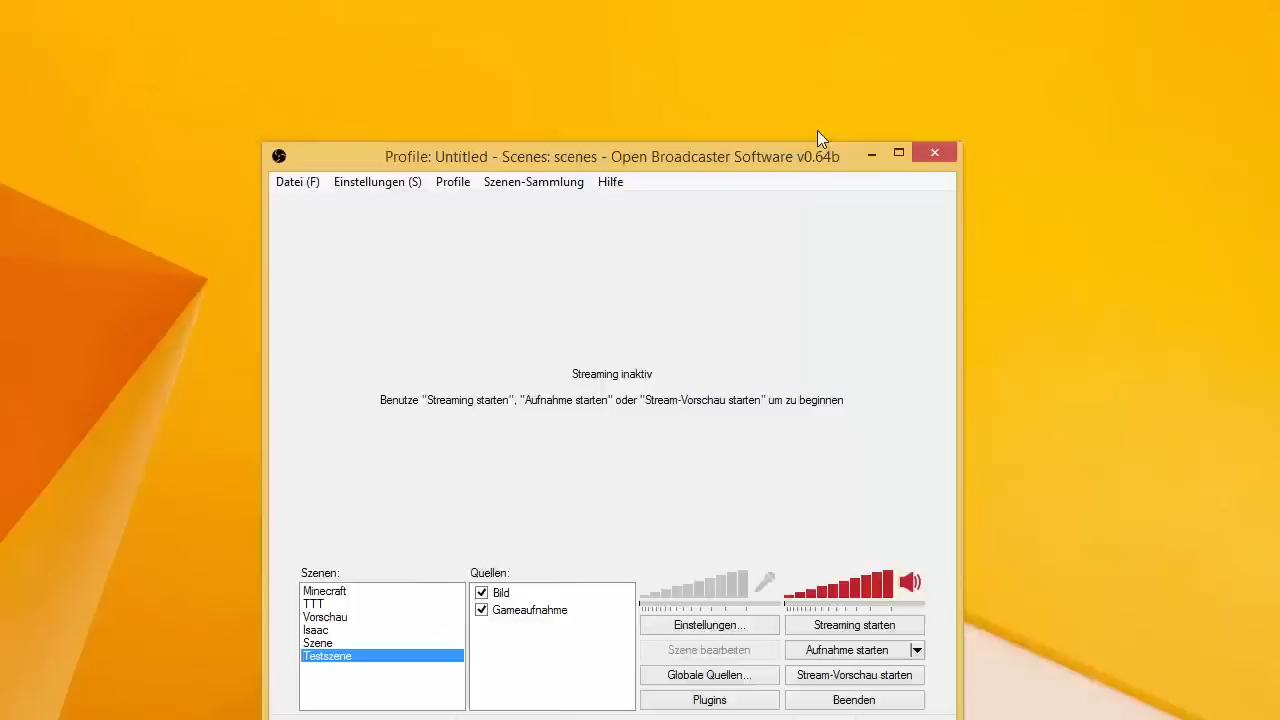 Profile: Untitled - Scenes: scenes - Open Broadcaster Software v0.64b
Datei (F) Einstellungen (S) Profile Szenen-Sammlung Hilfe
Streaming inaktiv
Benutze "Streaming starten", "Aufnahme starten" oder "Stream-Vorschau starten" um zu beginnen
Szenen:
Minecraft
TTT
Vorschau
Isaac
Szene
Testszene
Quellen:
Bild
Gameaufnahme
Einstellungen... Streaming starten
Szene bearbeiten Aufnahme starten
Globale Quellen... Stream-Vorschau starten
Plugins Beenden